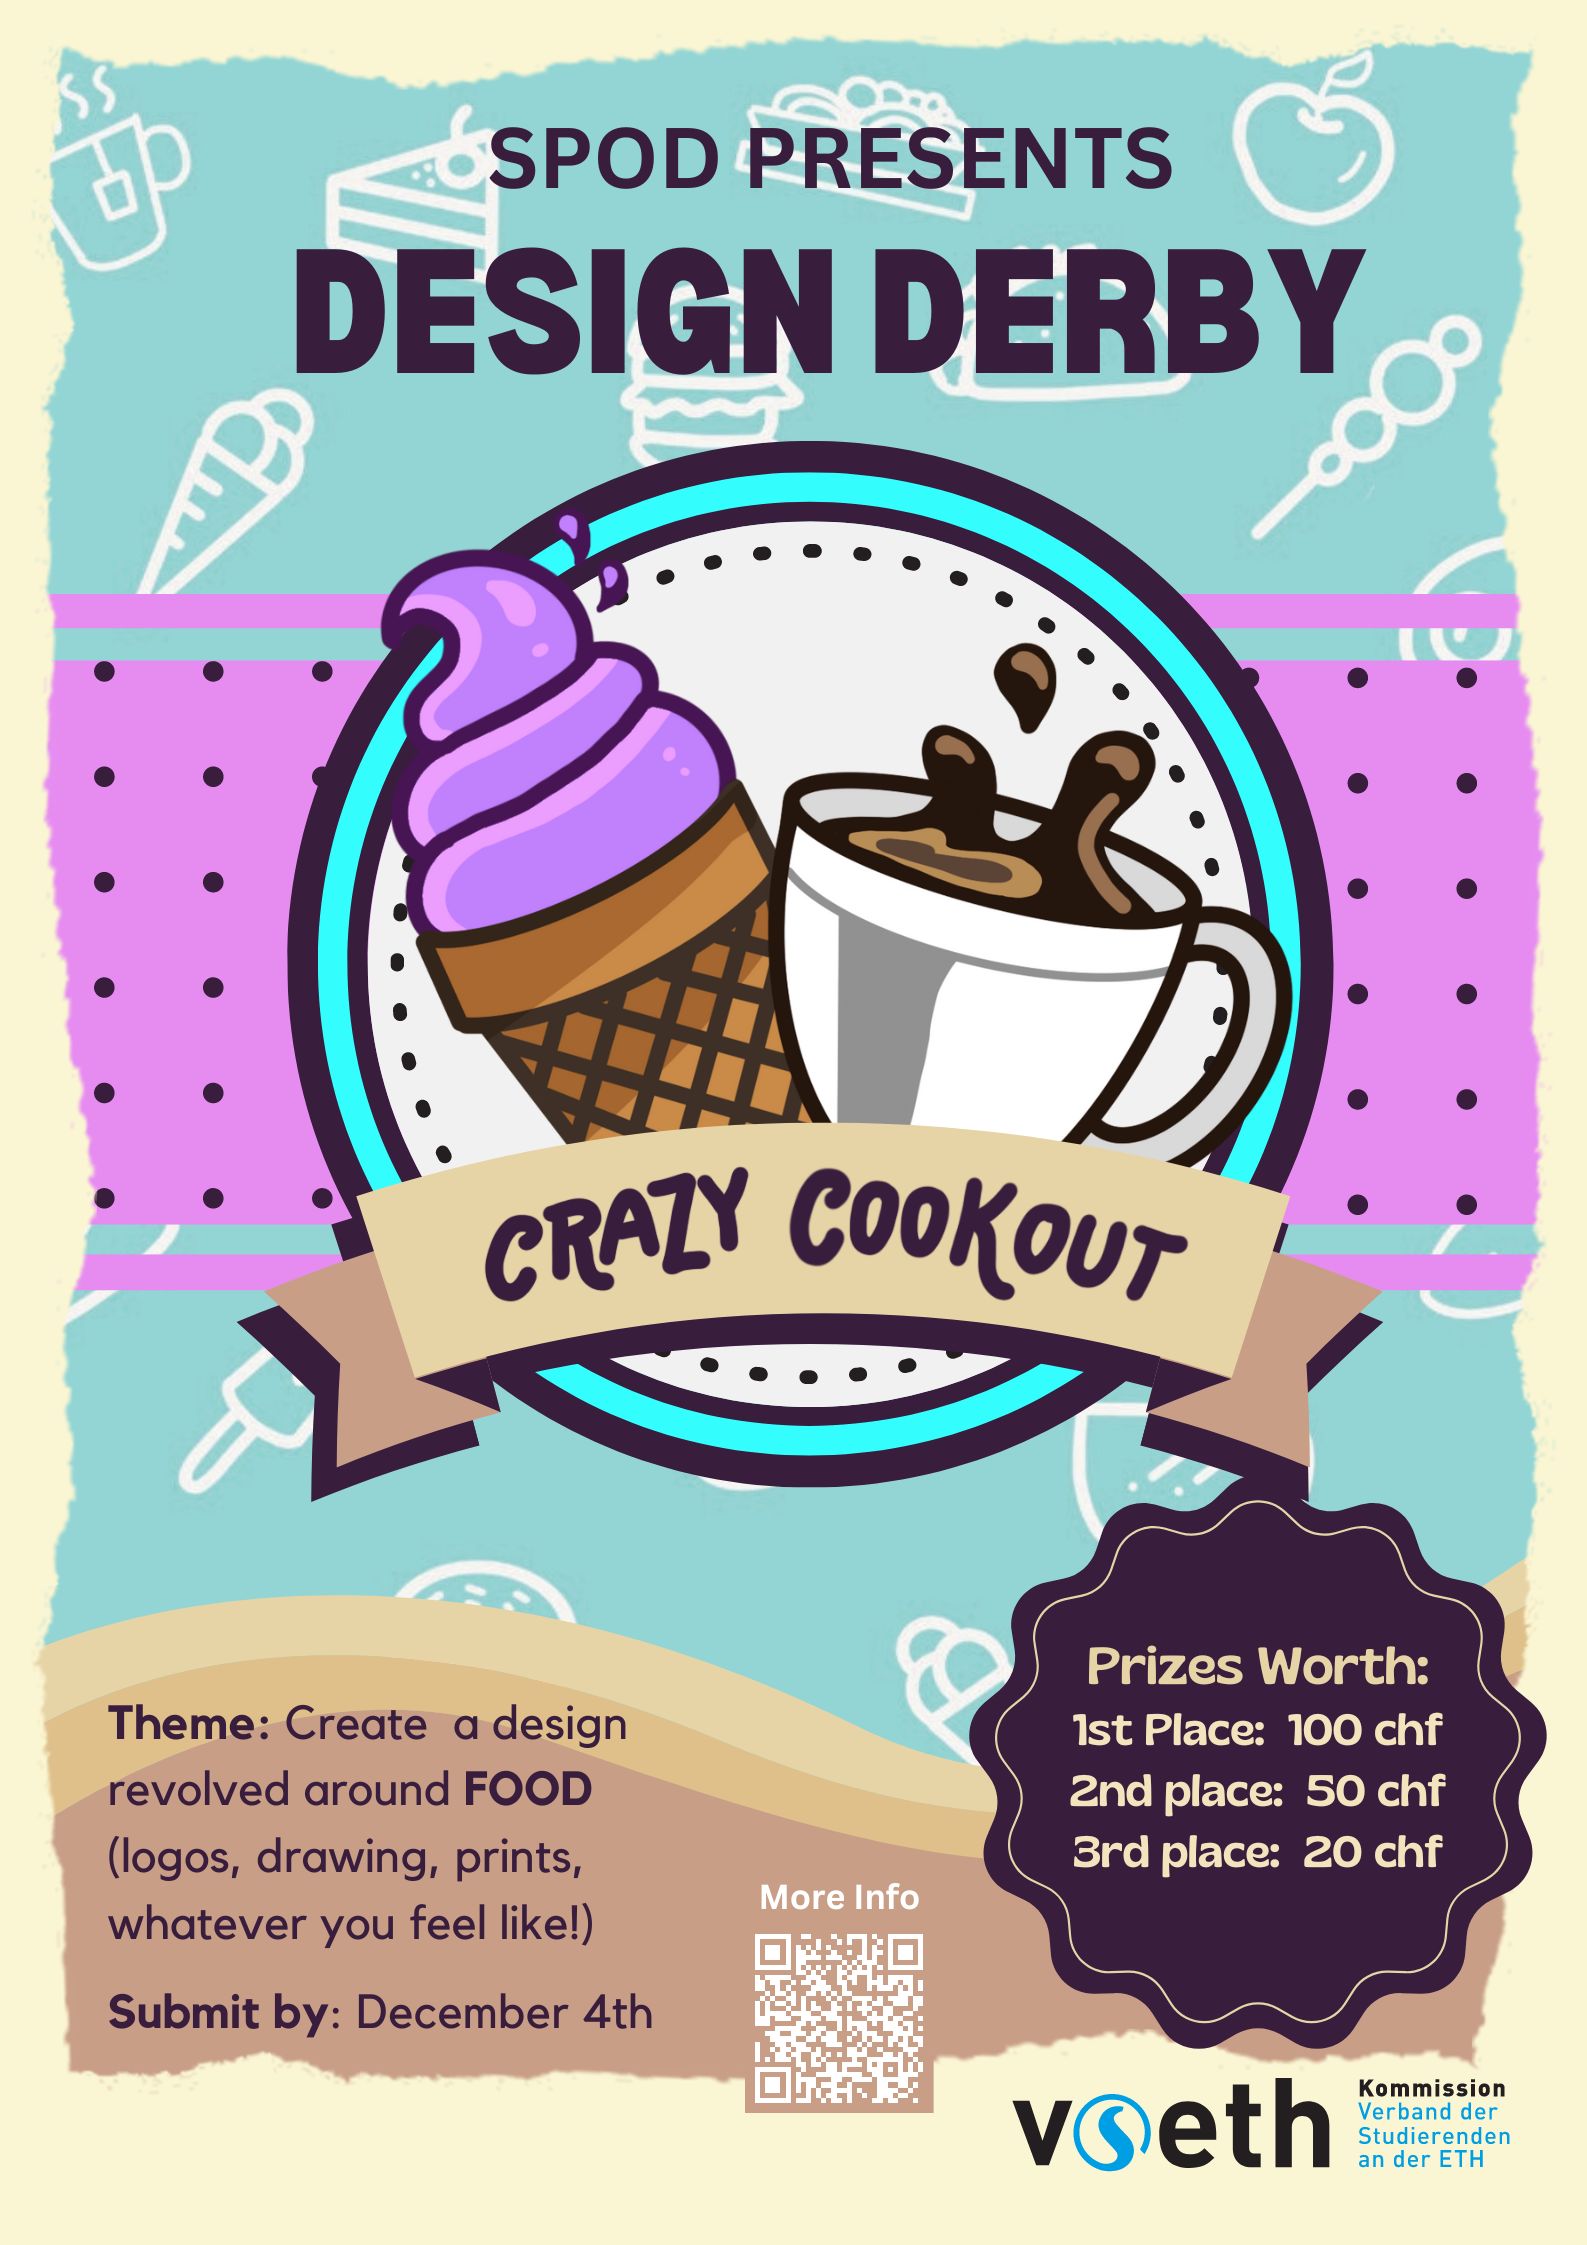 SPOD PRESENTS
DESIGN DERBY
CRAZY COOKOUT
Theme: Create a design
revolved around FOOD
(logos, drawing, prints,
whatever you feel like!)
Submit by: December 4th
More Info
Prizes Worth:
1st Place: 100 chf
2nd place: 50 chf
3rd place: 20 chf
vseth
Kommission
Verband der
Studierenden
an der ETH